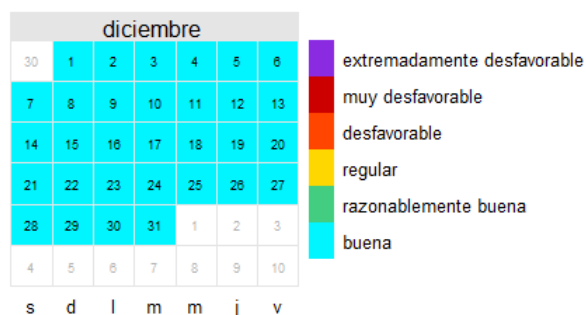 diciembre
30 1 2 3 4 5 6
7 8 9 10 11 12 13
14 15 16 17 18 19 20
21 22 23 24 25 26 27
28 29 30 31 1 2 3
4 5 6 7 8 9 10
s d l m m j v
extremadamente desfavorable
muy desfavorable
desfavorable
regular
razonablemente buena
buena